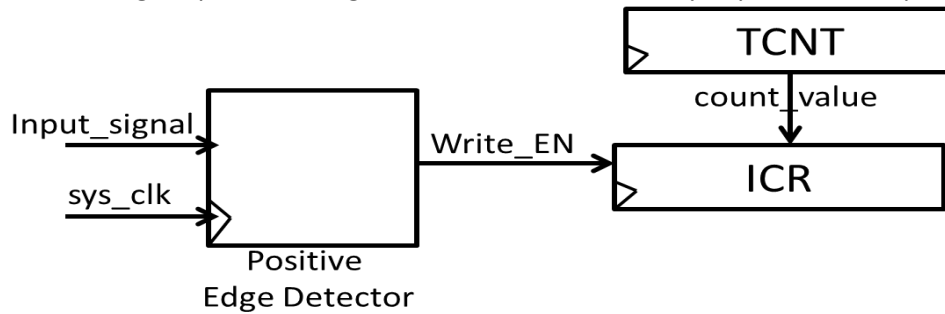 TCNT
count_value
Input_signal
Write_EN
ICR
sys_clk
Positive
Edge Detector